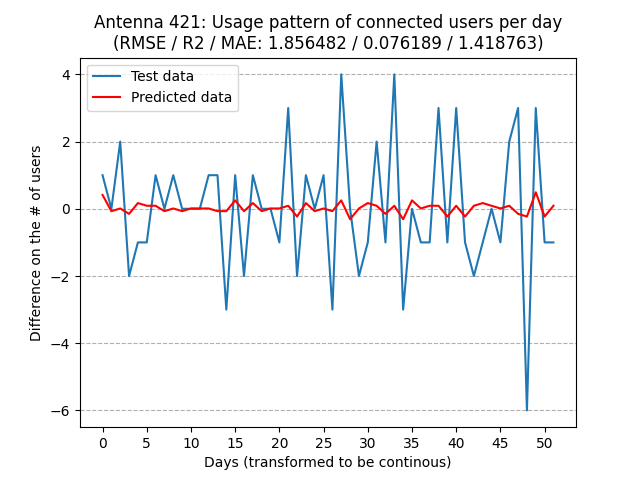 Antenna 421: Usage pattern of connected users per day
(RMSE / R2 / MAE: 1.856482 / 0.076189 / 1.418763)
Test data
Predicted data
Difference on the # of users
4
2
0
−2
−4
−6
0 5 10 15 20 25 30 35 40 45 50
Days (transformed to be continous)